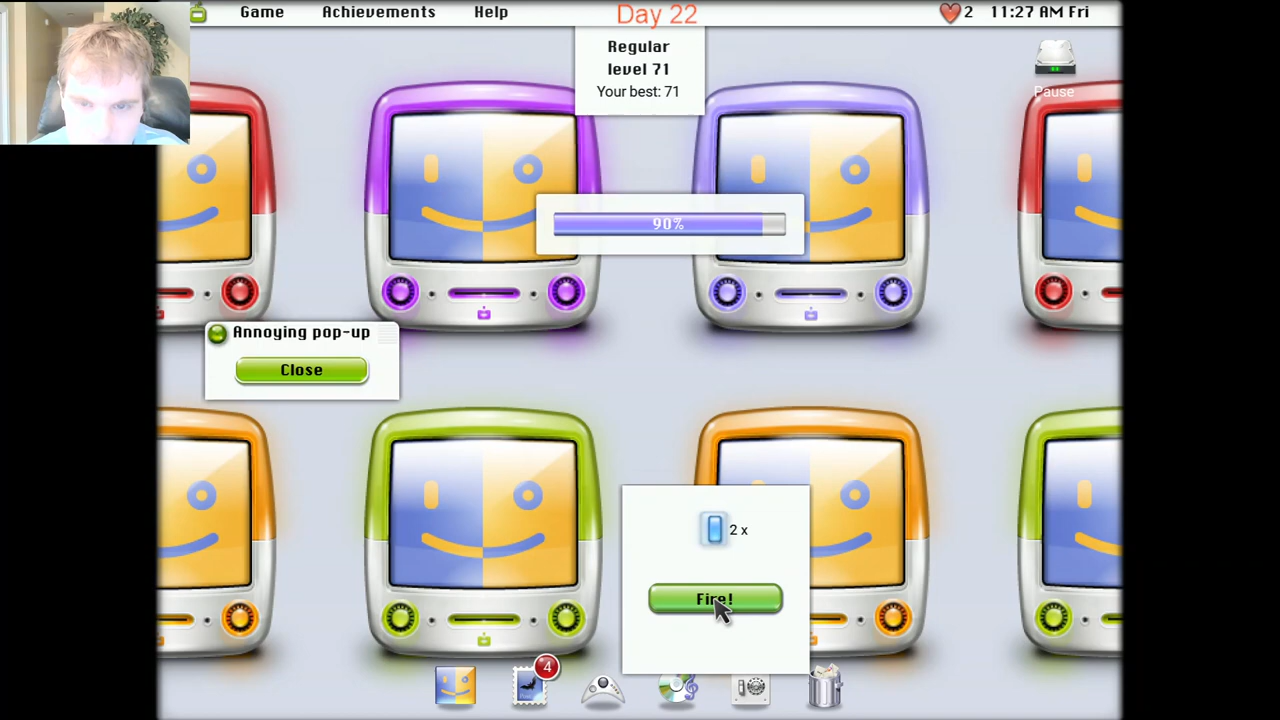 Game Achievements Help Day 22 2 11:27 AM Fri
Regular
level 71
Your best: 71
Pause
90%
Annoying pop-up
Close
2 x
Fire!
4